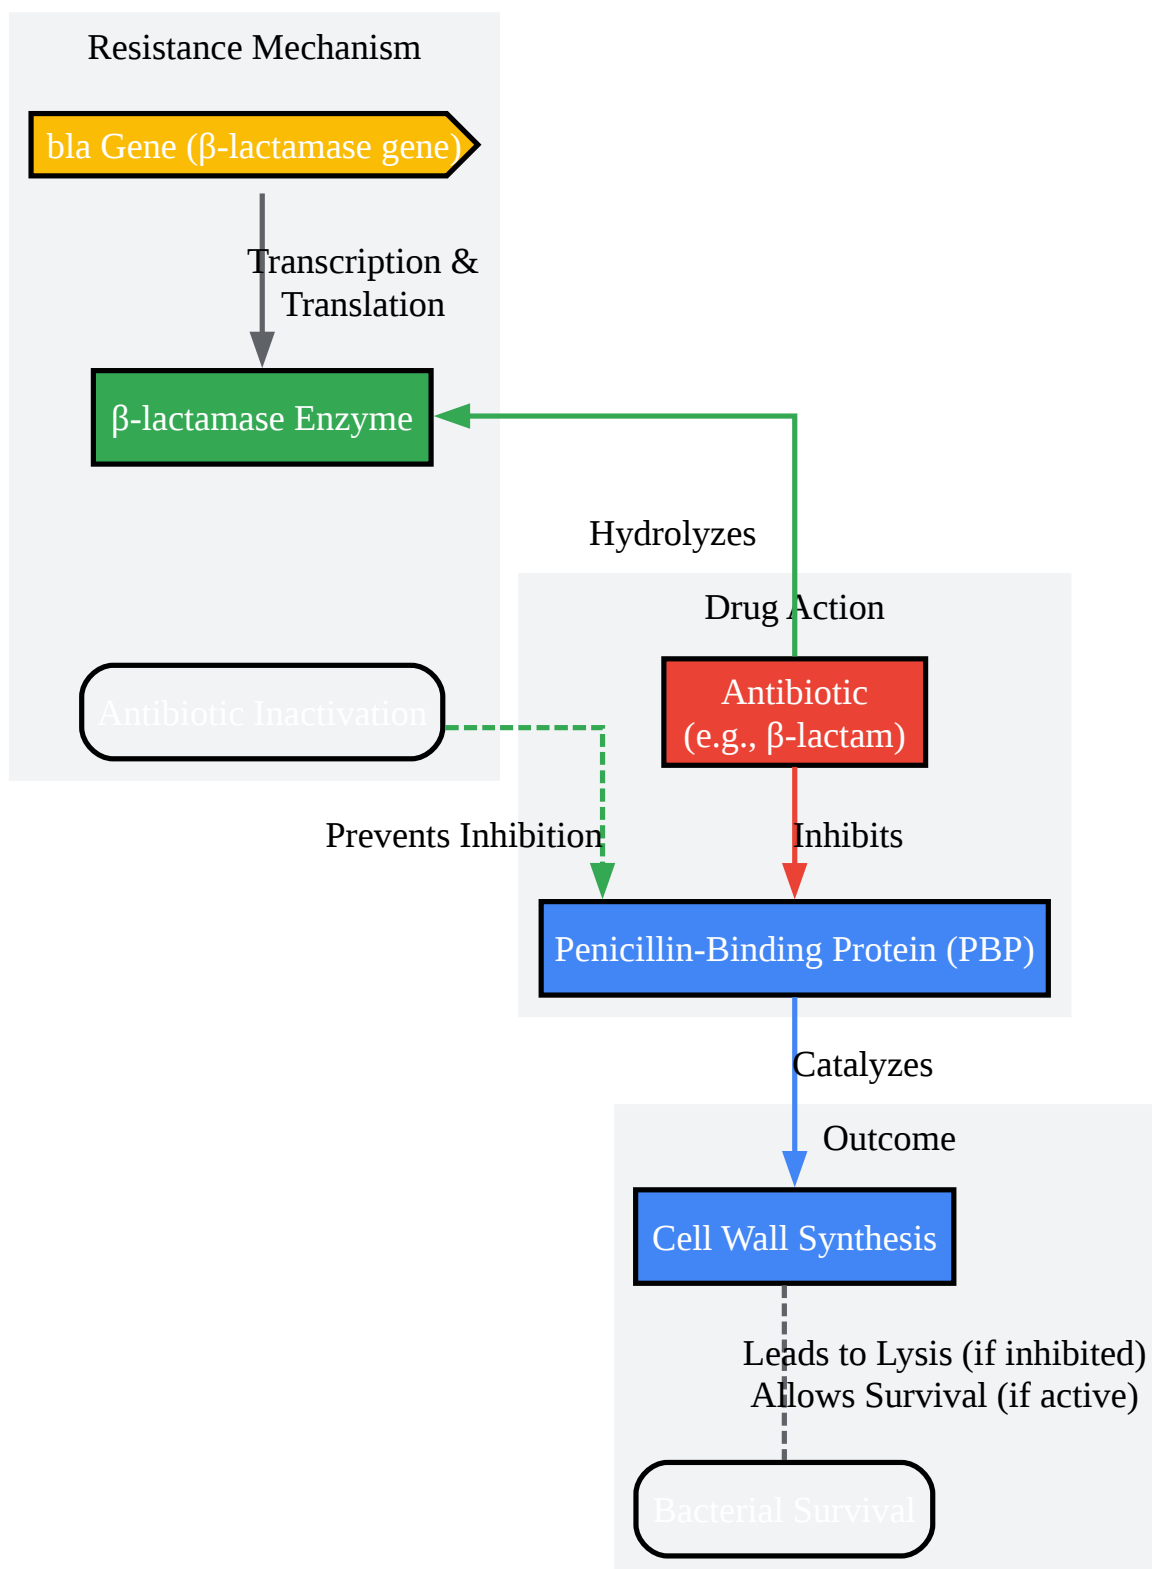 Resistance Mechanism
bla Gene (β-lactamase gene)
Transcription &
Translation
β-lactamase Enzyme
Hydrolyzes
Drug Action
Antibiotic
(e.g., β-lactam)
Antibiotic Inactivation
Prevents Inhibition
Inhibits
Penicillin-Binding Protein (PBP)
Catalyzes
Outcome
Cell Wall Synthesis
Leads to Lysis (if inhibited)
Allows Survival (if active)
Bacterial Survival